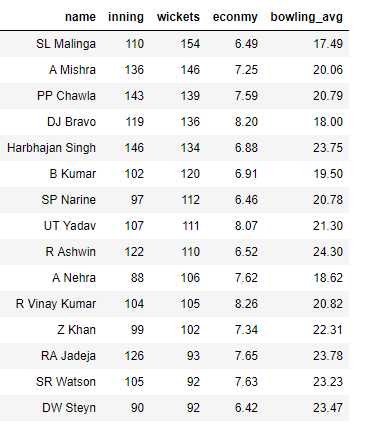 name inning wickets econmy bowling_avg
SL Malinga 110 154 6.49 17.49
A Mishra 136 146 7.25 20.06
PP Chawla 143 139 7.59 20.79
DJ Bravo 119 136 8.20 18.00
Harbhajan Singh 146 134 6.88 23.75
B Kumar 102 120 6.91 19.50
SP Narine 97 112 6.46 20.78
UT Yadav 107 111 8.07 21.30
R Ashwin 122 110 6.52 24.30
A Nehra 88 106 7.62 18.62
R Vinay Kumar 104 105 8.26 20.82
Z Khan 99 102 7.34 22.31
RA Jadeja 126 93 7.65 23.78
SR Watson 105 92 7.63 23.23
DW Steyn 90 92 6.42 23.47